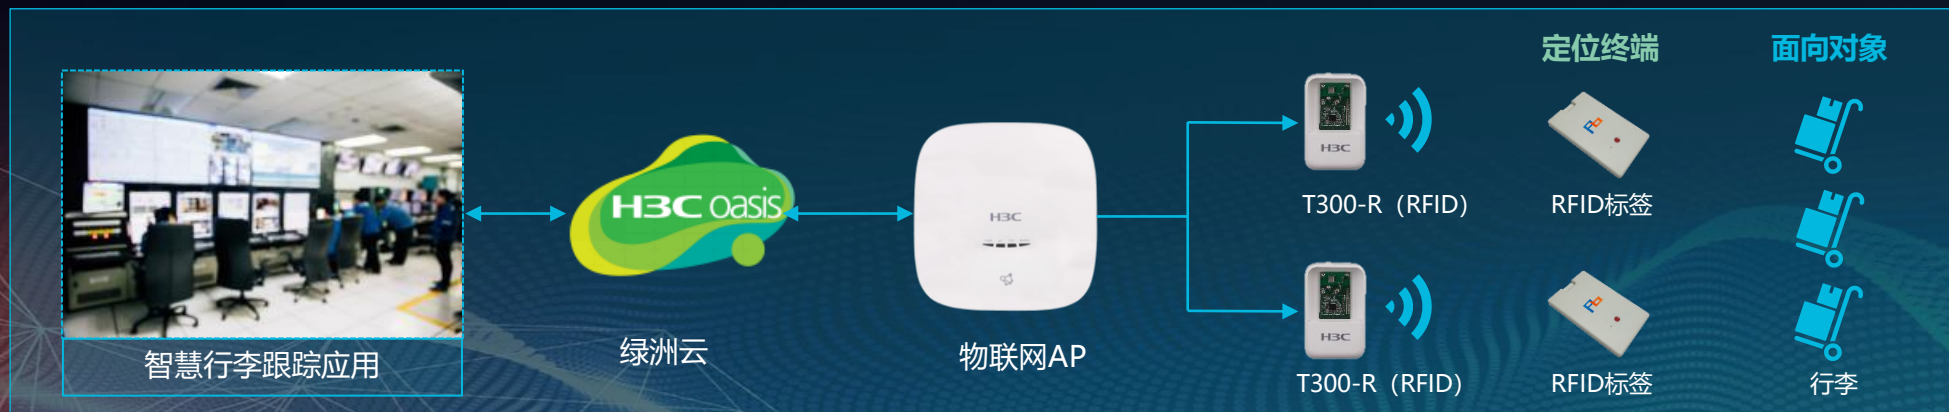 定位终端
面向对象
H3C
H3C oasis
H3C
T300-R（RFID）
RFID标签
H3C
智慧行李跟踪应用
绿洲云
物联网AP
T300-R（RFID）
RFID标签
行李